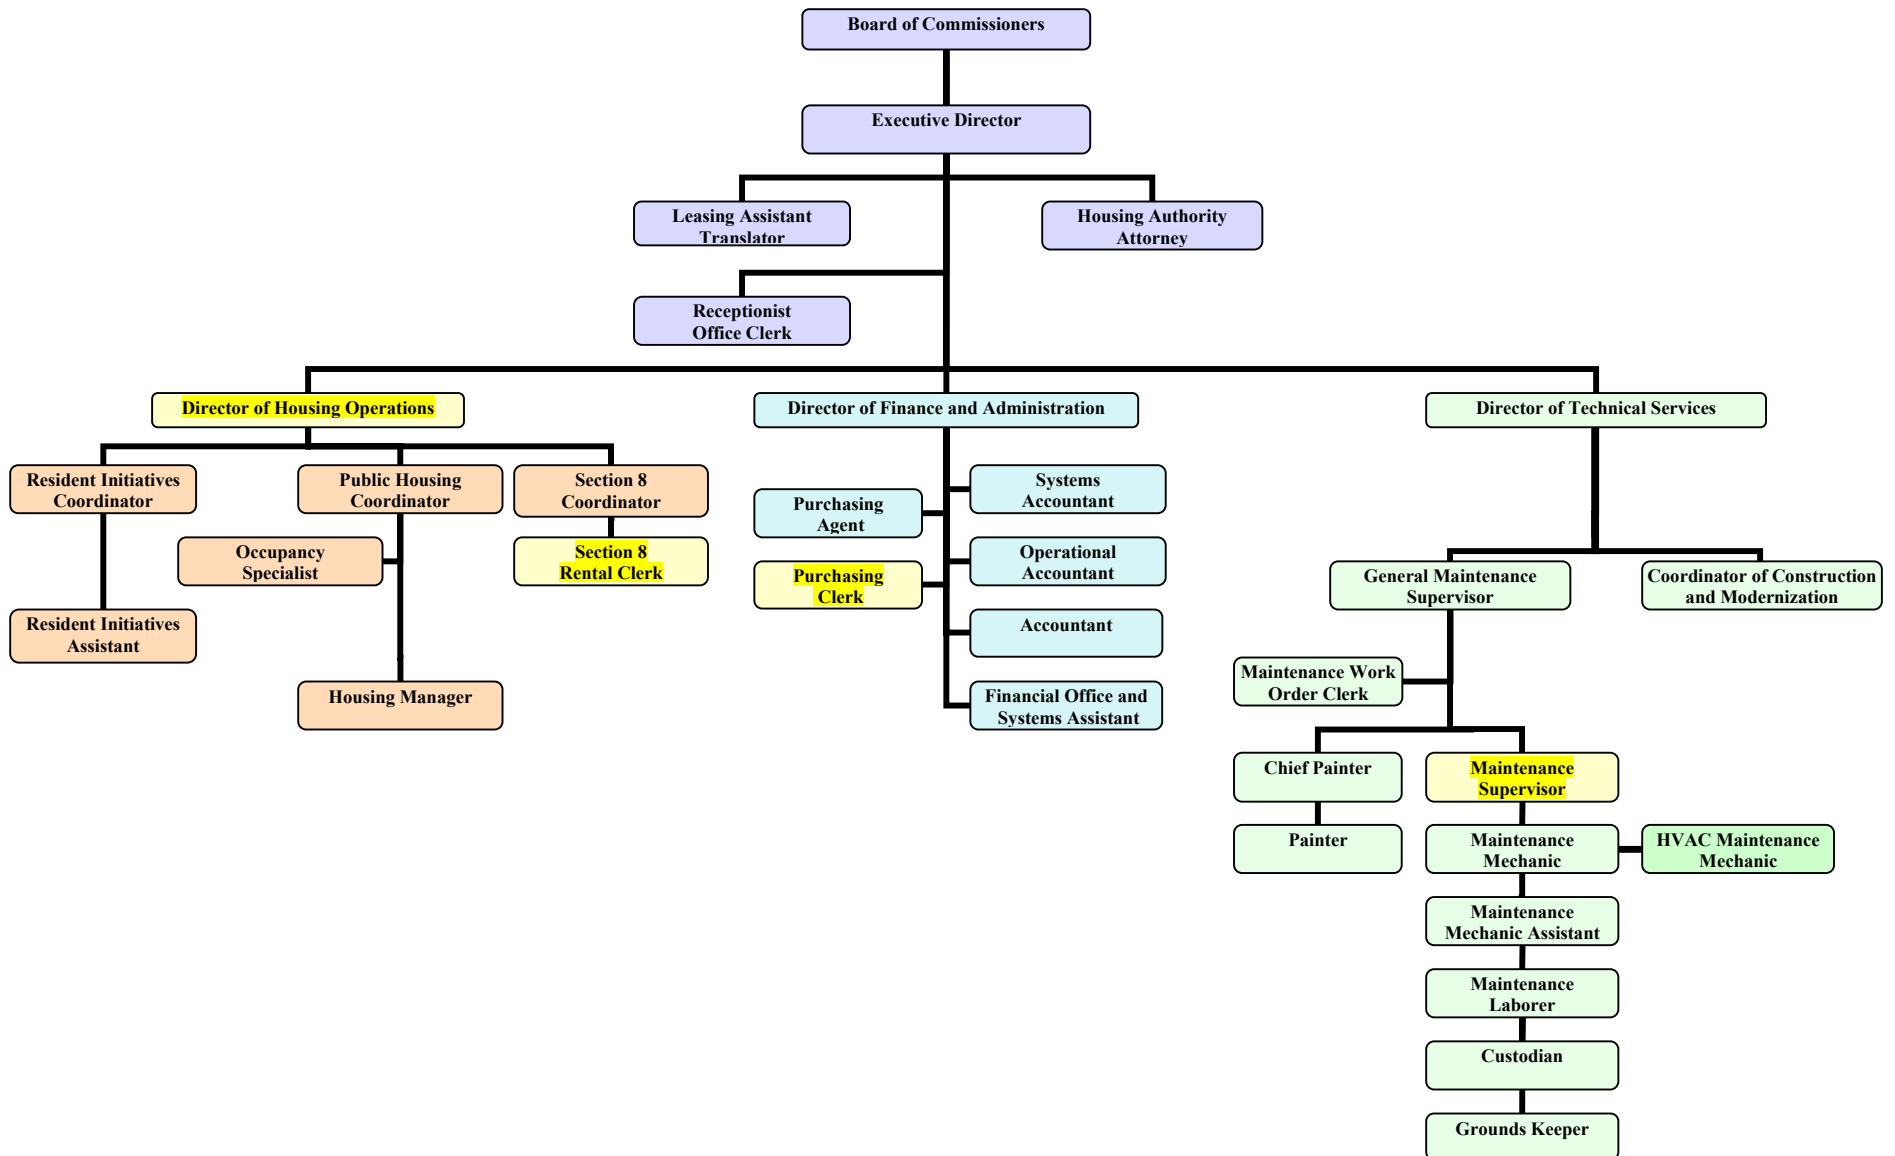 Board of Commissioners
Executive Director
Leasing Assistant
Translator
Housing Authority
Attorney
Receptionist
Office Clerk
Director of Housing Operations
Director of Finance and Administration
Director of Technical Services
Resident Initiatives
Coordinator
Public Housing
Coordinator
Section 8
Coordinator
Occupancy
Specialist
Section 8
Rental Clerk
Resident Initiatives
Assistant
Housing Manager
Purchasing
Agent
Purchasing
Clerk
Systems
Accountant
Operational
Accountant
Accountant
Financial Office and
Systems Assistant
General Maintenance
Supervisor
Coordinator of Construction
and Modernization
Maintenance Work
Order Clerk
Chief Painter
Painter
Maintenance
Supervisor
Maintenance
Mechanic
HVAC Maintenance
Mechanic
Maintenance
Mechanic Assistant
Maintenance
Laborer
Custodian
Grounds Keeper